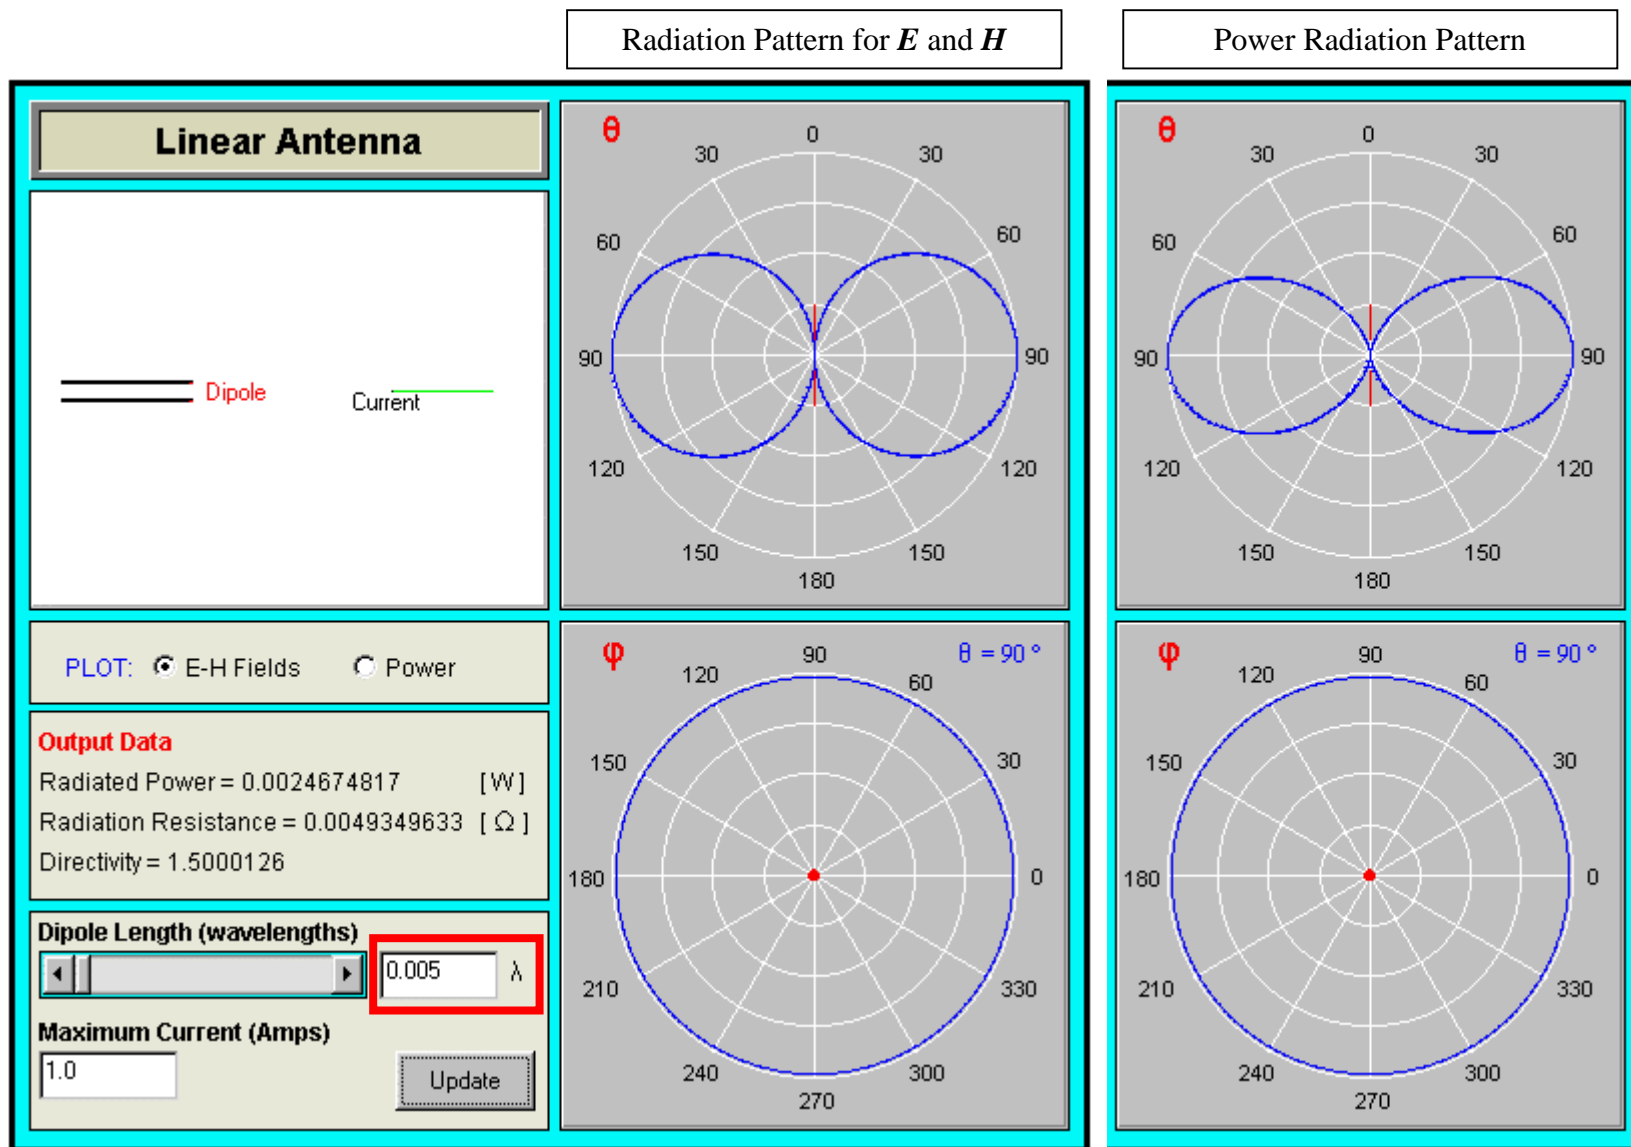 Radiation Pattern for E and H
Power Radiation Pattern
Linear Antenna
Dipole
Current
PLOT: E-H Fields Power
Output Data
Radiated Power = 0.0024674817 [W]
Radiation Resistance = 0.0049349633 [ Ω ]
Directivity = 1.5000126
Dipole Length (wavelengths)
0.005 λ
Maximum Current (Amps)
1.0
Update
θ
0
30 30
60 60
90 90
120 120
150 150
180
θ
0
30 30
60 60
90 90
120 120
150 150
180
φ θ = 90 °
90
120 60
150 30
180 0
210 330
240 300
270
φ θ = 90 °
90
120 60
150 30
180 0
210 330
240 300
270